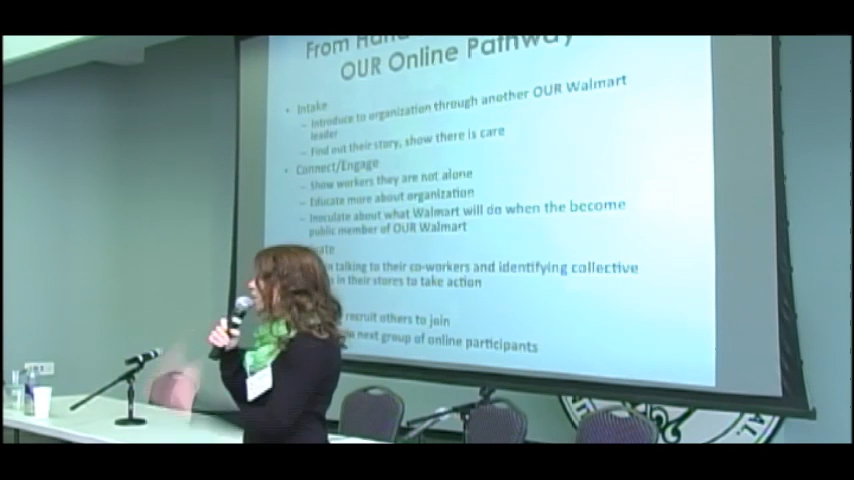 From
OUR Online Pathway
• Intake
– Introduce to organization through another OUR Walmart
leader
– Find out their story, show there is care
• Connect/Engage
– Show workers they are not alone
– Educate more about organization
– Inoculate about what Walmart will do when the become
public member of OUR Walmart
talking to their co-workers and identifying collective
in their stores to take action
recruit others to join
next group of online participants
AL.